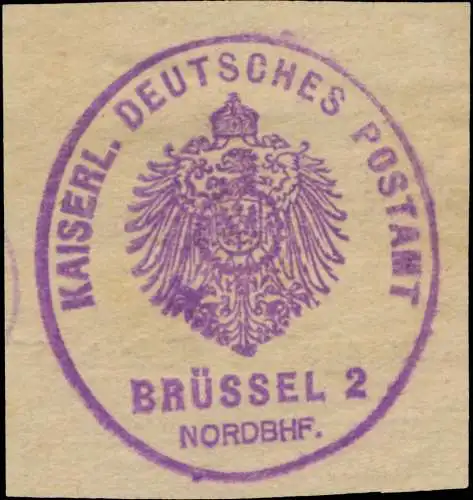 KAISERL. DEUTSCHES POSTAMT
BRÜSSEL 2
NORDBHF.